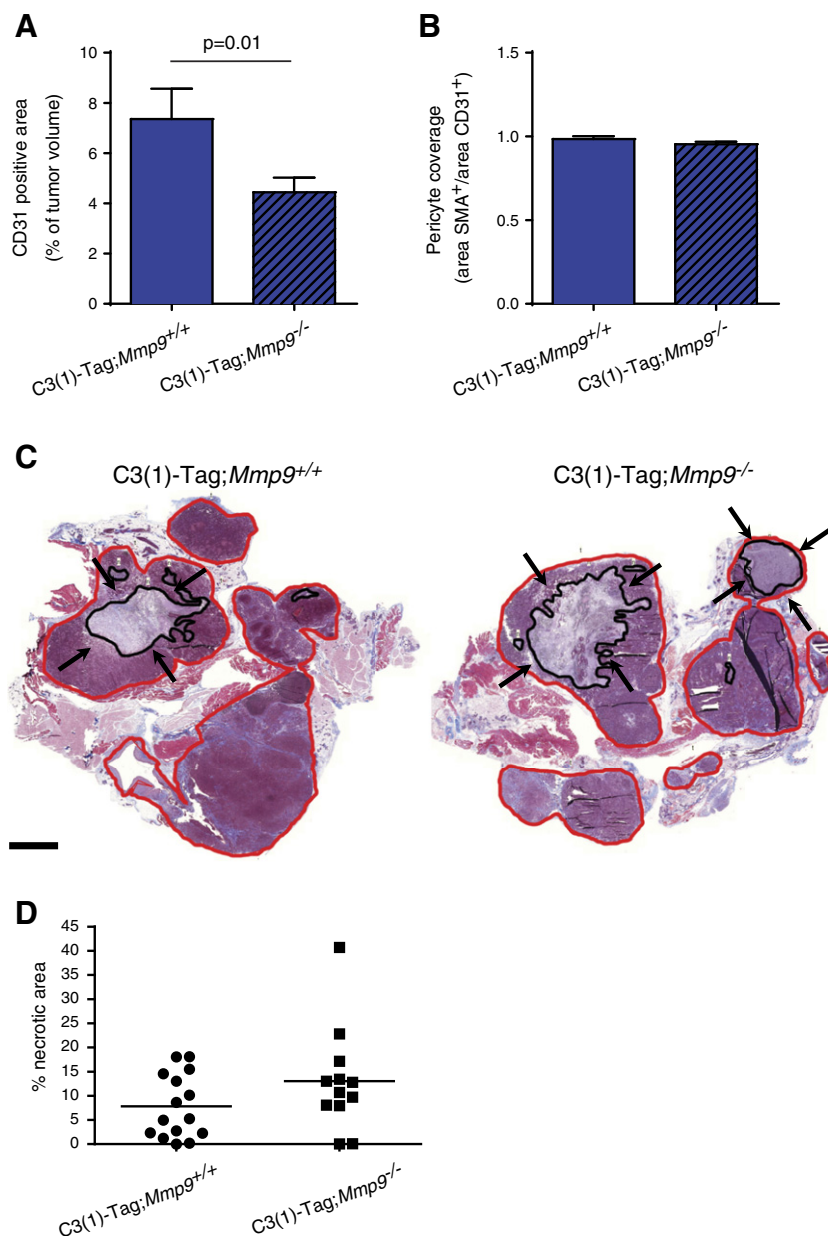 A
p=0.01
10
8
6
4
2
0
CD31 positive area
(% of tumor volume)
C3(1)-Tag;Mmp9+/+
C3(1)-Tag;Mmp9-/-
B
1.5
1.0
0.5
0.0
Pericyte coverage
(area SMA+/area CD31+)
C3(1)-Tag;Mmp9+/+
C3(1)-Tag;Mmp9-/-
C
C3(1)-Tag;Mmp9+/+
C3(1)-Tag;Mmp9-/-
D
45
40
35
30
25
20
15
10
5
0
% necrotic area
C3(1)-Tag;Mmp9+/+
C3(1)-Tag;Mmp9-/-